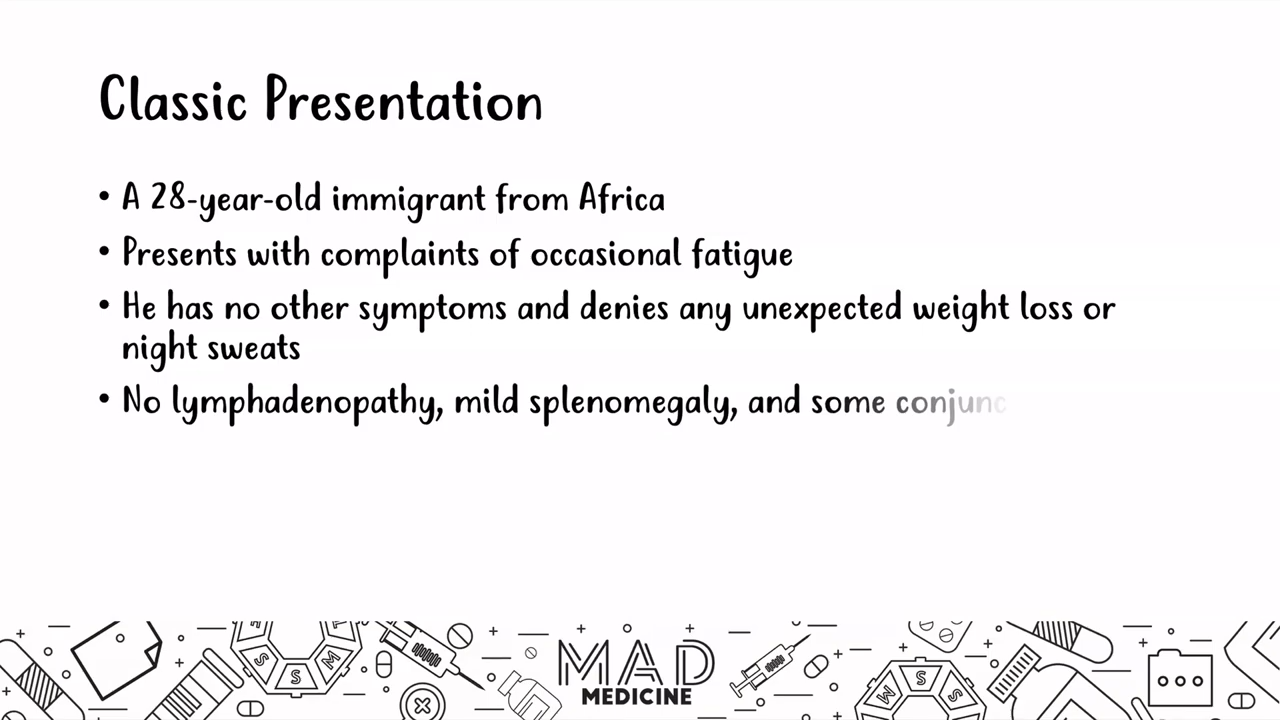 Classic Presentation
• A 28-year-old immigrant from Africa
• Presents with complaints of occasional fatigue
• He has no other symptoms and denies any unexpected weight loss or
night sweats
• No lymphadenopathy, mild splenomegaly, and some conjunc
S
S
M
M
S
S
MAD
MEDICINE